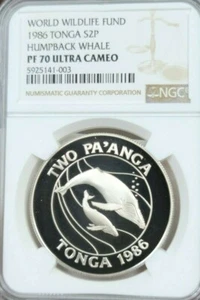 WORLD WILDLIFE FUND
1986 TONGA S2P
HUMPBACK WHALE
PF 70 ULTRA CAMEO
5925141-003
NUMISMATIC GUARANTY CORPORATION
NGC
TWO PA'ANGA
TONGA 1986